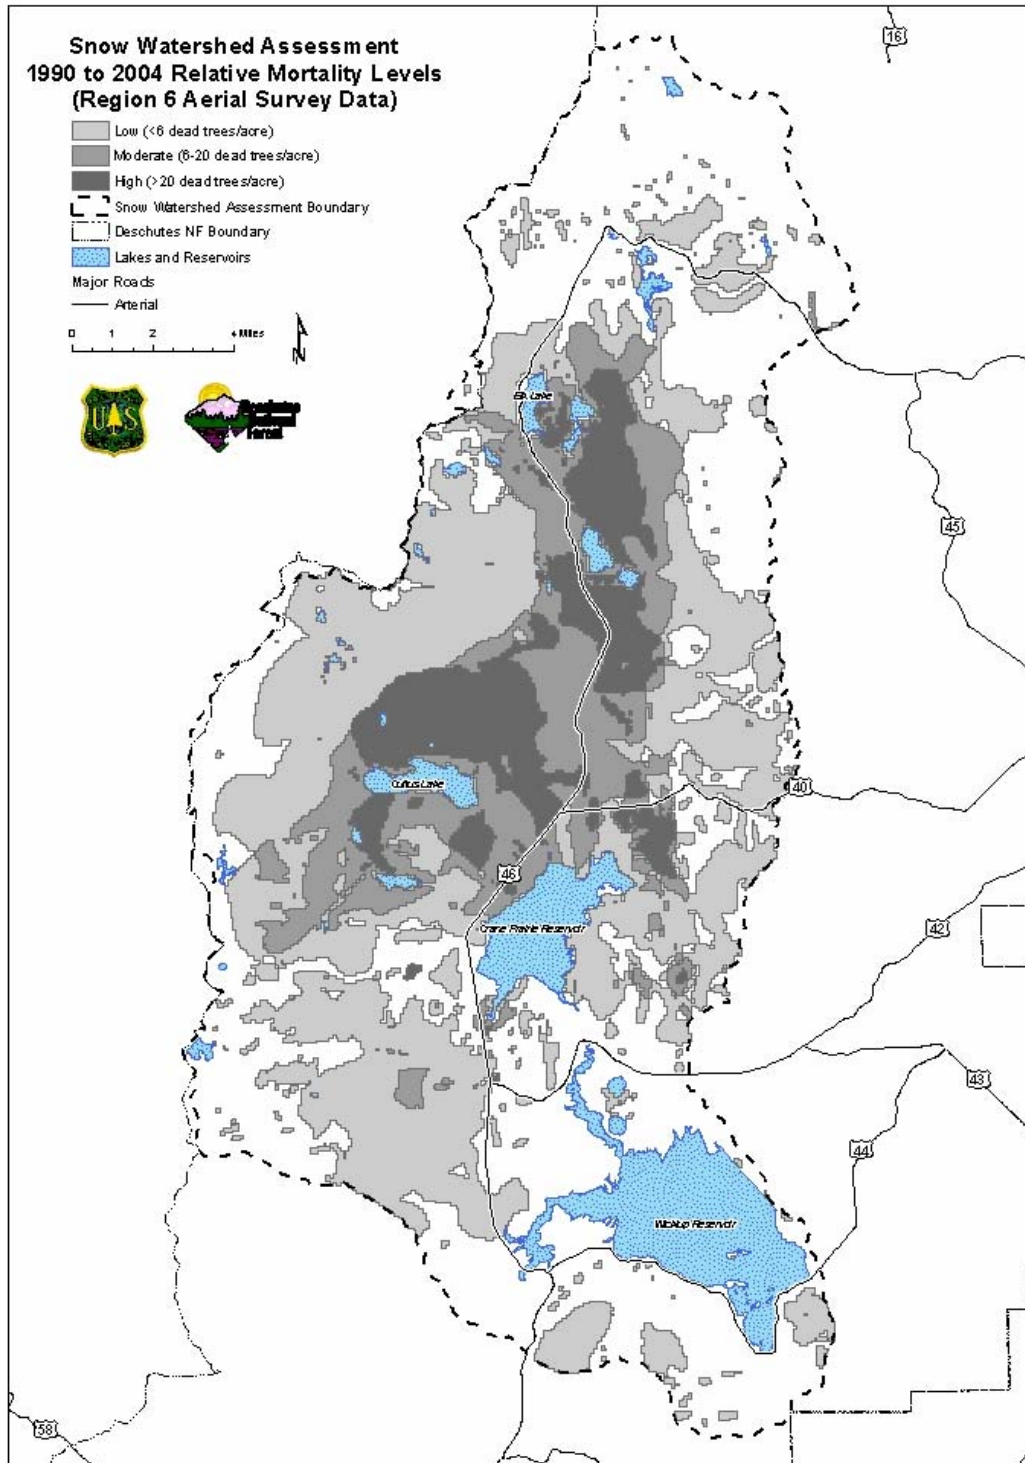 Snow Watershed Assessment
1990 to 2004 Relative Mortality Levels
(Region 6 Aerial Survey Data)
Low (<6 dead trees/acre)
Moderate (6-20 dead trees/acre)
High (>20 dead trees/acre)
Snow Watershed Assessment Boundary
Deschutes NF Boundary
Lakes and Reservoirs
Major Roads
Arterial
0 1 2 4 Miles
N
U S
16
Elk Lake
45
Cultus Lake
40
46
42
Crane Prairie Reservoir
43
44
Wickiup Reservoir
58